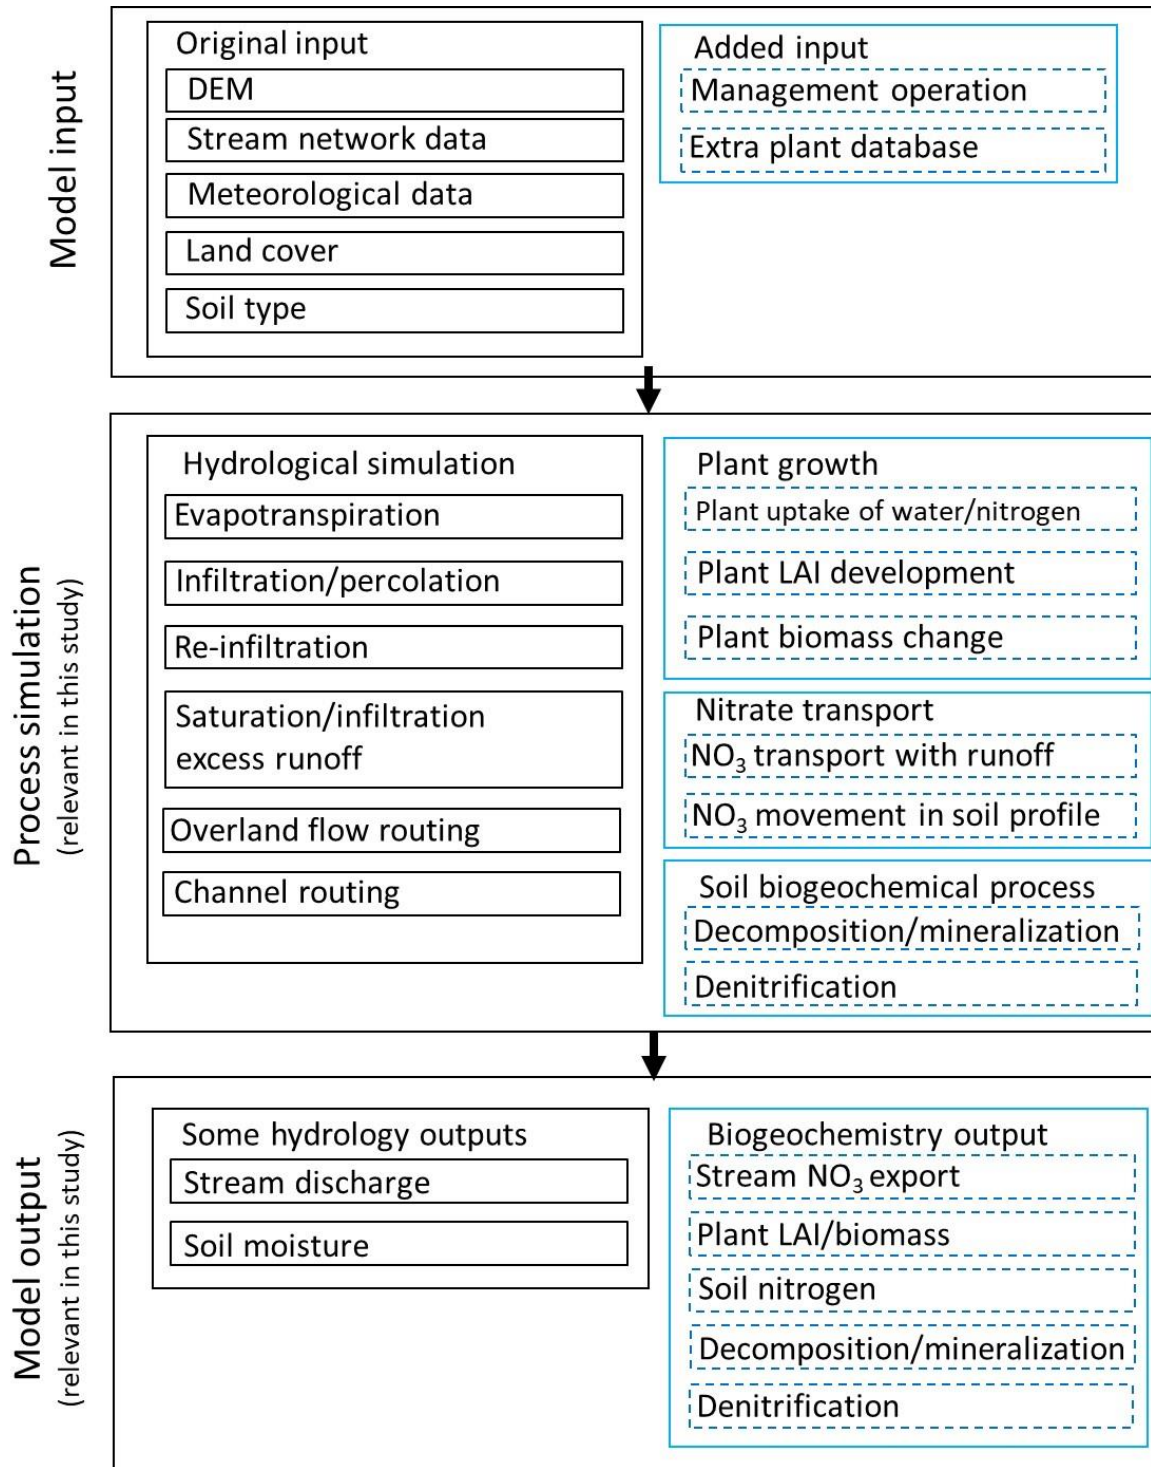 Model input
Original input
DEM
Stream network data
Meteorological data
Land cover
Soil type
Added input
Management operation
Extra plant database
Process simulation
(relevant in this study)
Hydrological simulation
Evapotranspiration
Infiltration/percolation
Re-infiltration
Saturation/infiltration
excess runoff
Overland flow routing
Channel routing
Plant growth
Plant uptake of water/nitrogen
Plant LAI development
Plant biomass change
Nitrate transport
NO₃ transport with runoff
NO₃ movement in soil profile
Soil biogeochemical process
Decomposition/mineralization
Denitrification
Model output
(relevant in this study)
Some hydrology outputs
Stream discharge
Soil moisture
Biogeochemistry output
Stream NO₃ export
Plant LAI/biomass
Soil nitrogen
Decomposition/mineralization
Denitrification